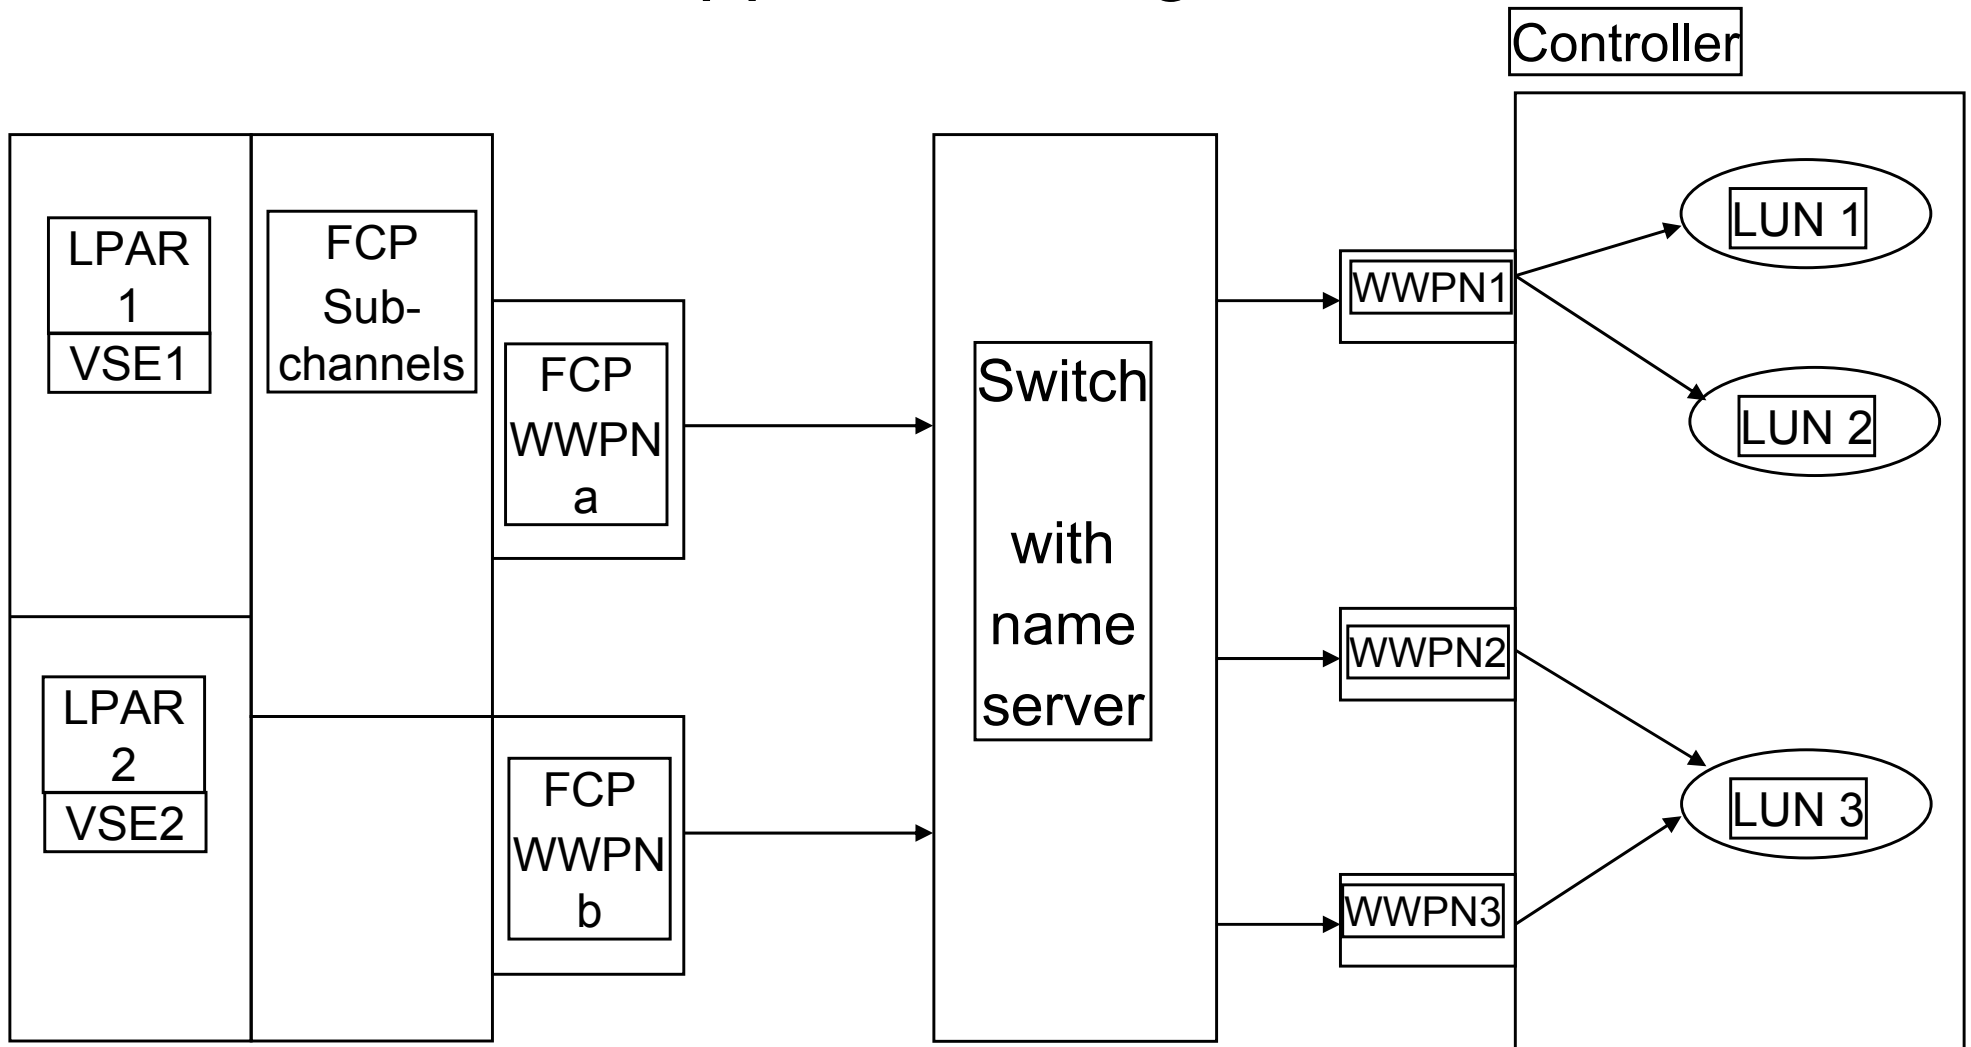 Controller
LPAR
1
VSE1
FCP
Sub-
channels
FCP
WWPN
a
LPAR
2
VSE2
FCP
WWPN
b
Switch
with
name
server
WWPN1
WWPN2
WWPN3
LUN 1
LUN 2
LUN 3